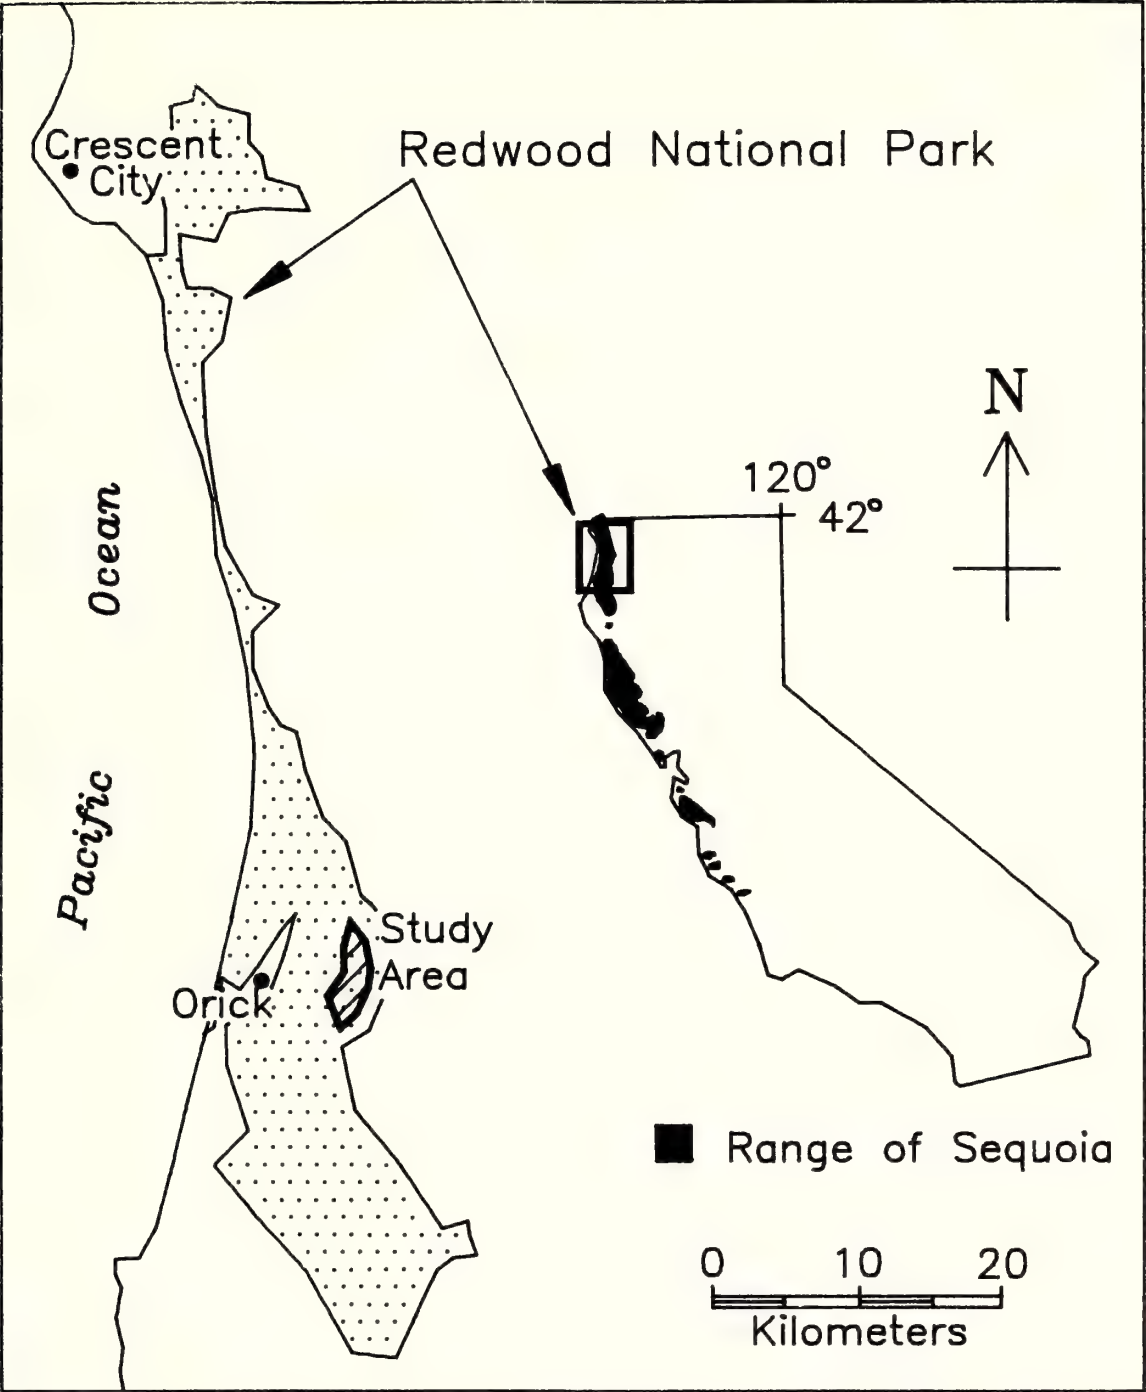 Crescent
City
Redwood National Park
N
120°
42°
Ocean
Pacific
Study
Area
Orick
Range of Sequoia
0 10 20
Kilometers